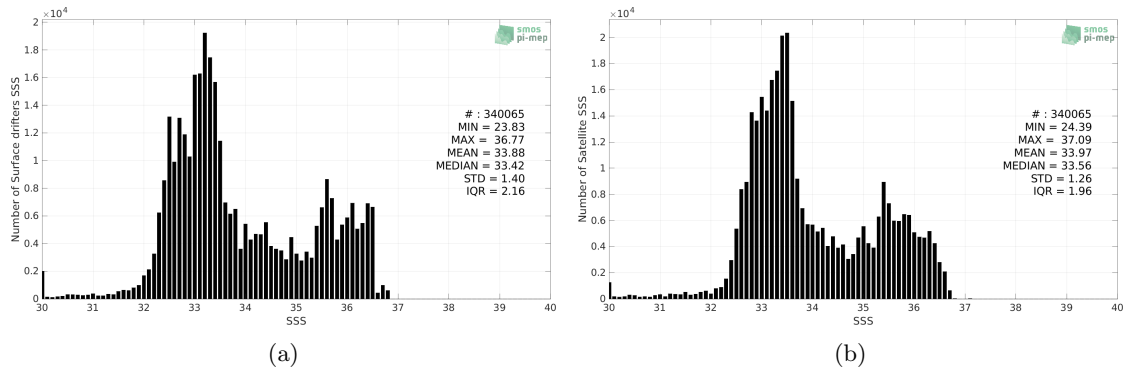 ×10⁴
2
1.8
1.6
1.4
1.2
1
0.8
0.6
0.4
0.2
0
Number of Surface drifters SSS
smos
pi-mep
# : 340065
MIN = 23.83
MAX = 36.77
MEAN = 33.88
MEDIAN = 33.42
STD = 1.40
IQR = 2.16
30 31 32 33 34 35 36 37 38 39 40
SSS
(a)
×10⁴
2
1.8
1.6
1.4
1.2
1
0.8
0.6
0.4
0.2
0
Number of Satellite SSS
smos
pi-mep
# : 340065
MIN = 24.39
MAX = 37.09
MEAN = 33.97
MEDIAN = 33.56
STD = 1.26
IQR = 1.96
30 31 32 33 34 35 36 37 38 39 40
SSS
(b)